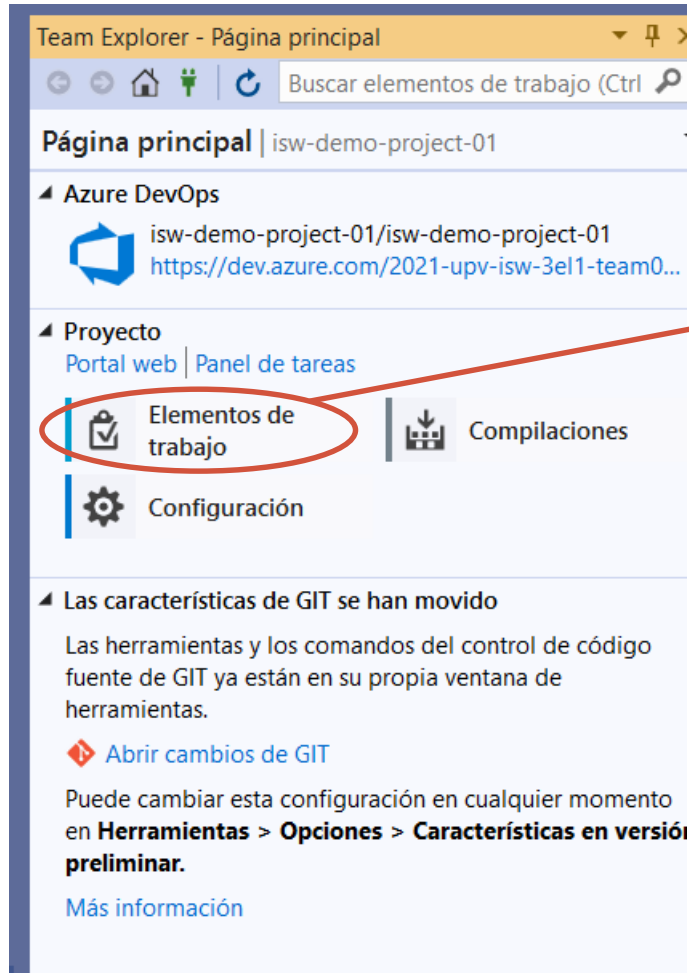 Team Explorer - Página principal
Buscar elementos de trabajo (Ctrl
Página principal | isw-demo-project-01
Azure DevOps
isw-demo-project-01/isw-demo-project-01
https://dev.azure.com/2021-upv-isw-3el1-team0...
Proyecto
Portal web | Panel de tareas
Elementos de
trabajo
Compilaciones
Configuración
Las características de GIT se han movido
Las herramientas y los comandos del control de código
fuente de GIT ya están en su propia ventana de
herramientas.
Abrir cambios de GIT
Puede cambiar esta configuración en cualquier momento
en Herramientas > Opciones > Características en versión
preliminar.
Más información